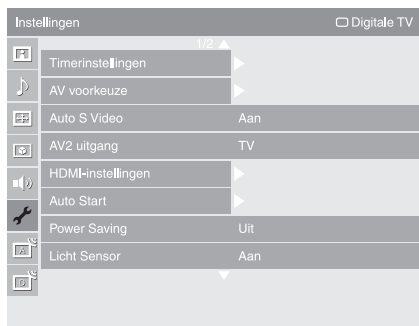 Instellingen Digitale TV
1/2
Timerinstellingen
AV voorkeuze
Auto S Video Aan
AV2 uitgang TV
HDMI-instellingen
Auto Start
Power Saving Uit
Licht Sensor Aan